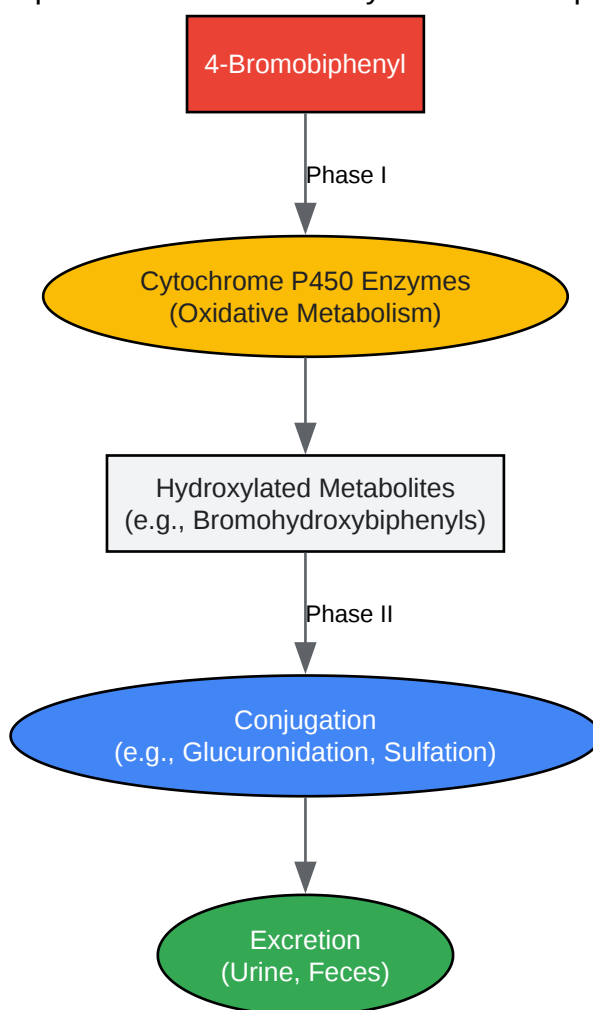 4-Bromobiphenyl
Phase I
Cytochrome P450 Enzymes
(Oxidative Metabolism)
Hydroxylated Metabolites
(e.g., Bromohydroxybiphenyls)
Phase II
Conjugation
(e.g., Glucuronidation, Sulfation)
Excretion
(Urine, Feces)